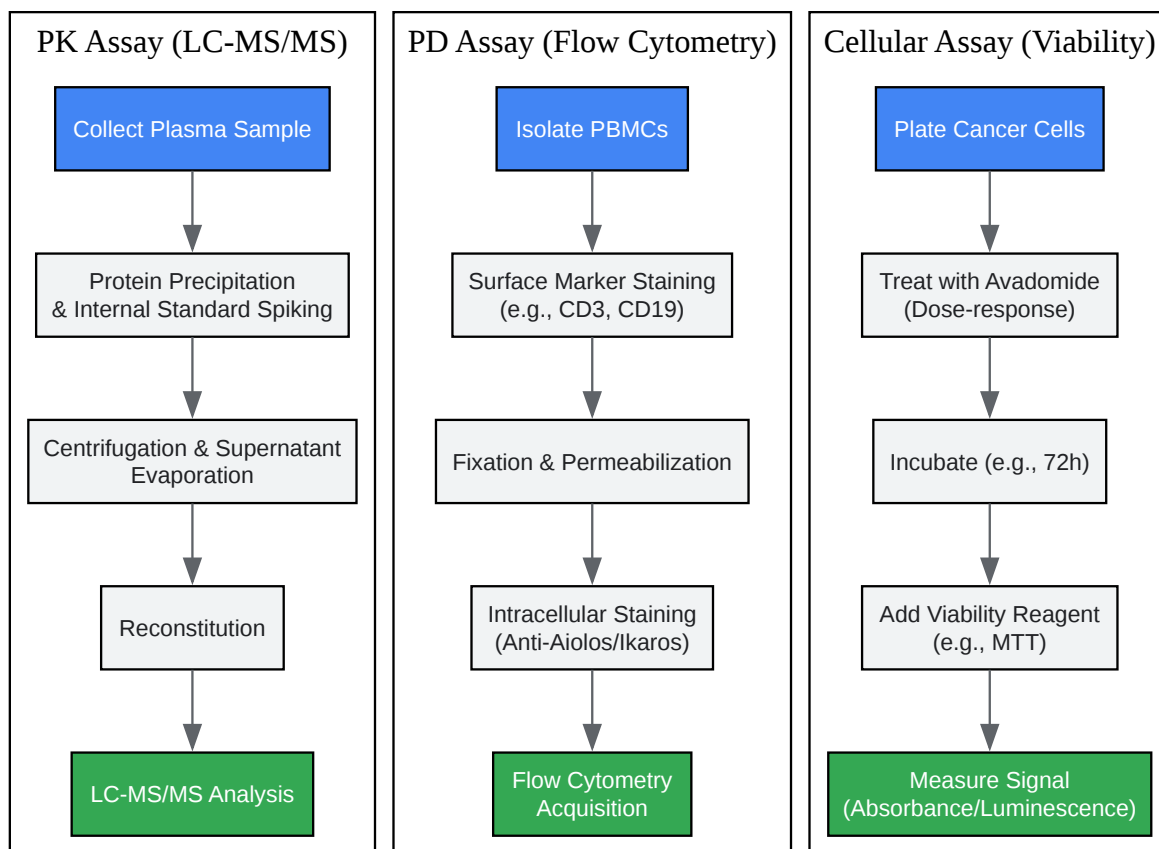 PK Assay (LC-MS/MS)
Collect Plasma Sample
Protein Precipitation
& Internal Standard Spiking
Centrifugation & Supernatant
Evaporation
Reconstitution
LC-MS/MS Analysis
PD Assay (Flow Cytometry)
Isolate PBMCs
Surface Marker Staining
(e.g., CD3, CD19)
Fixation & Permeabilization
Intracellular Staining
(Anti-Aiolos/Ikaros)
Flow Cytometry
Acquisition
Cellular Assay (Viability)
Plate Cancer Cells
Treat with Avadomide
(Dose-response)
Incubate (e.g., 72h)
Add Viability Reagent
(e.g., MTT)
Measure Signal
(Absorbance/Luminescence)